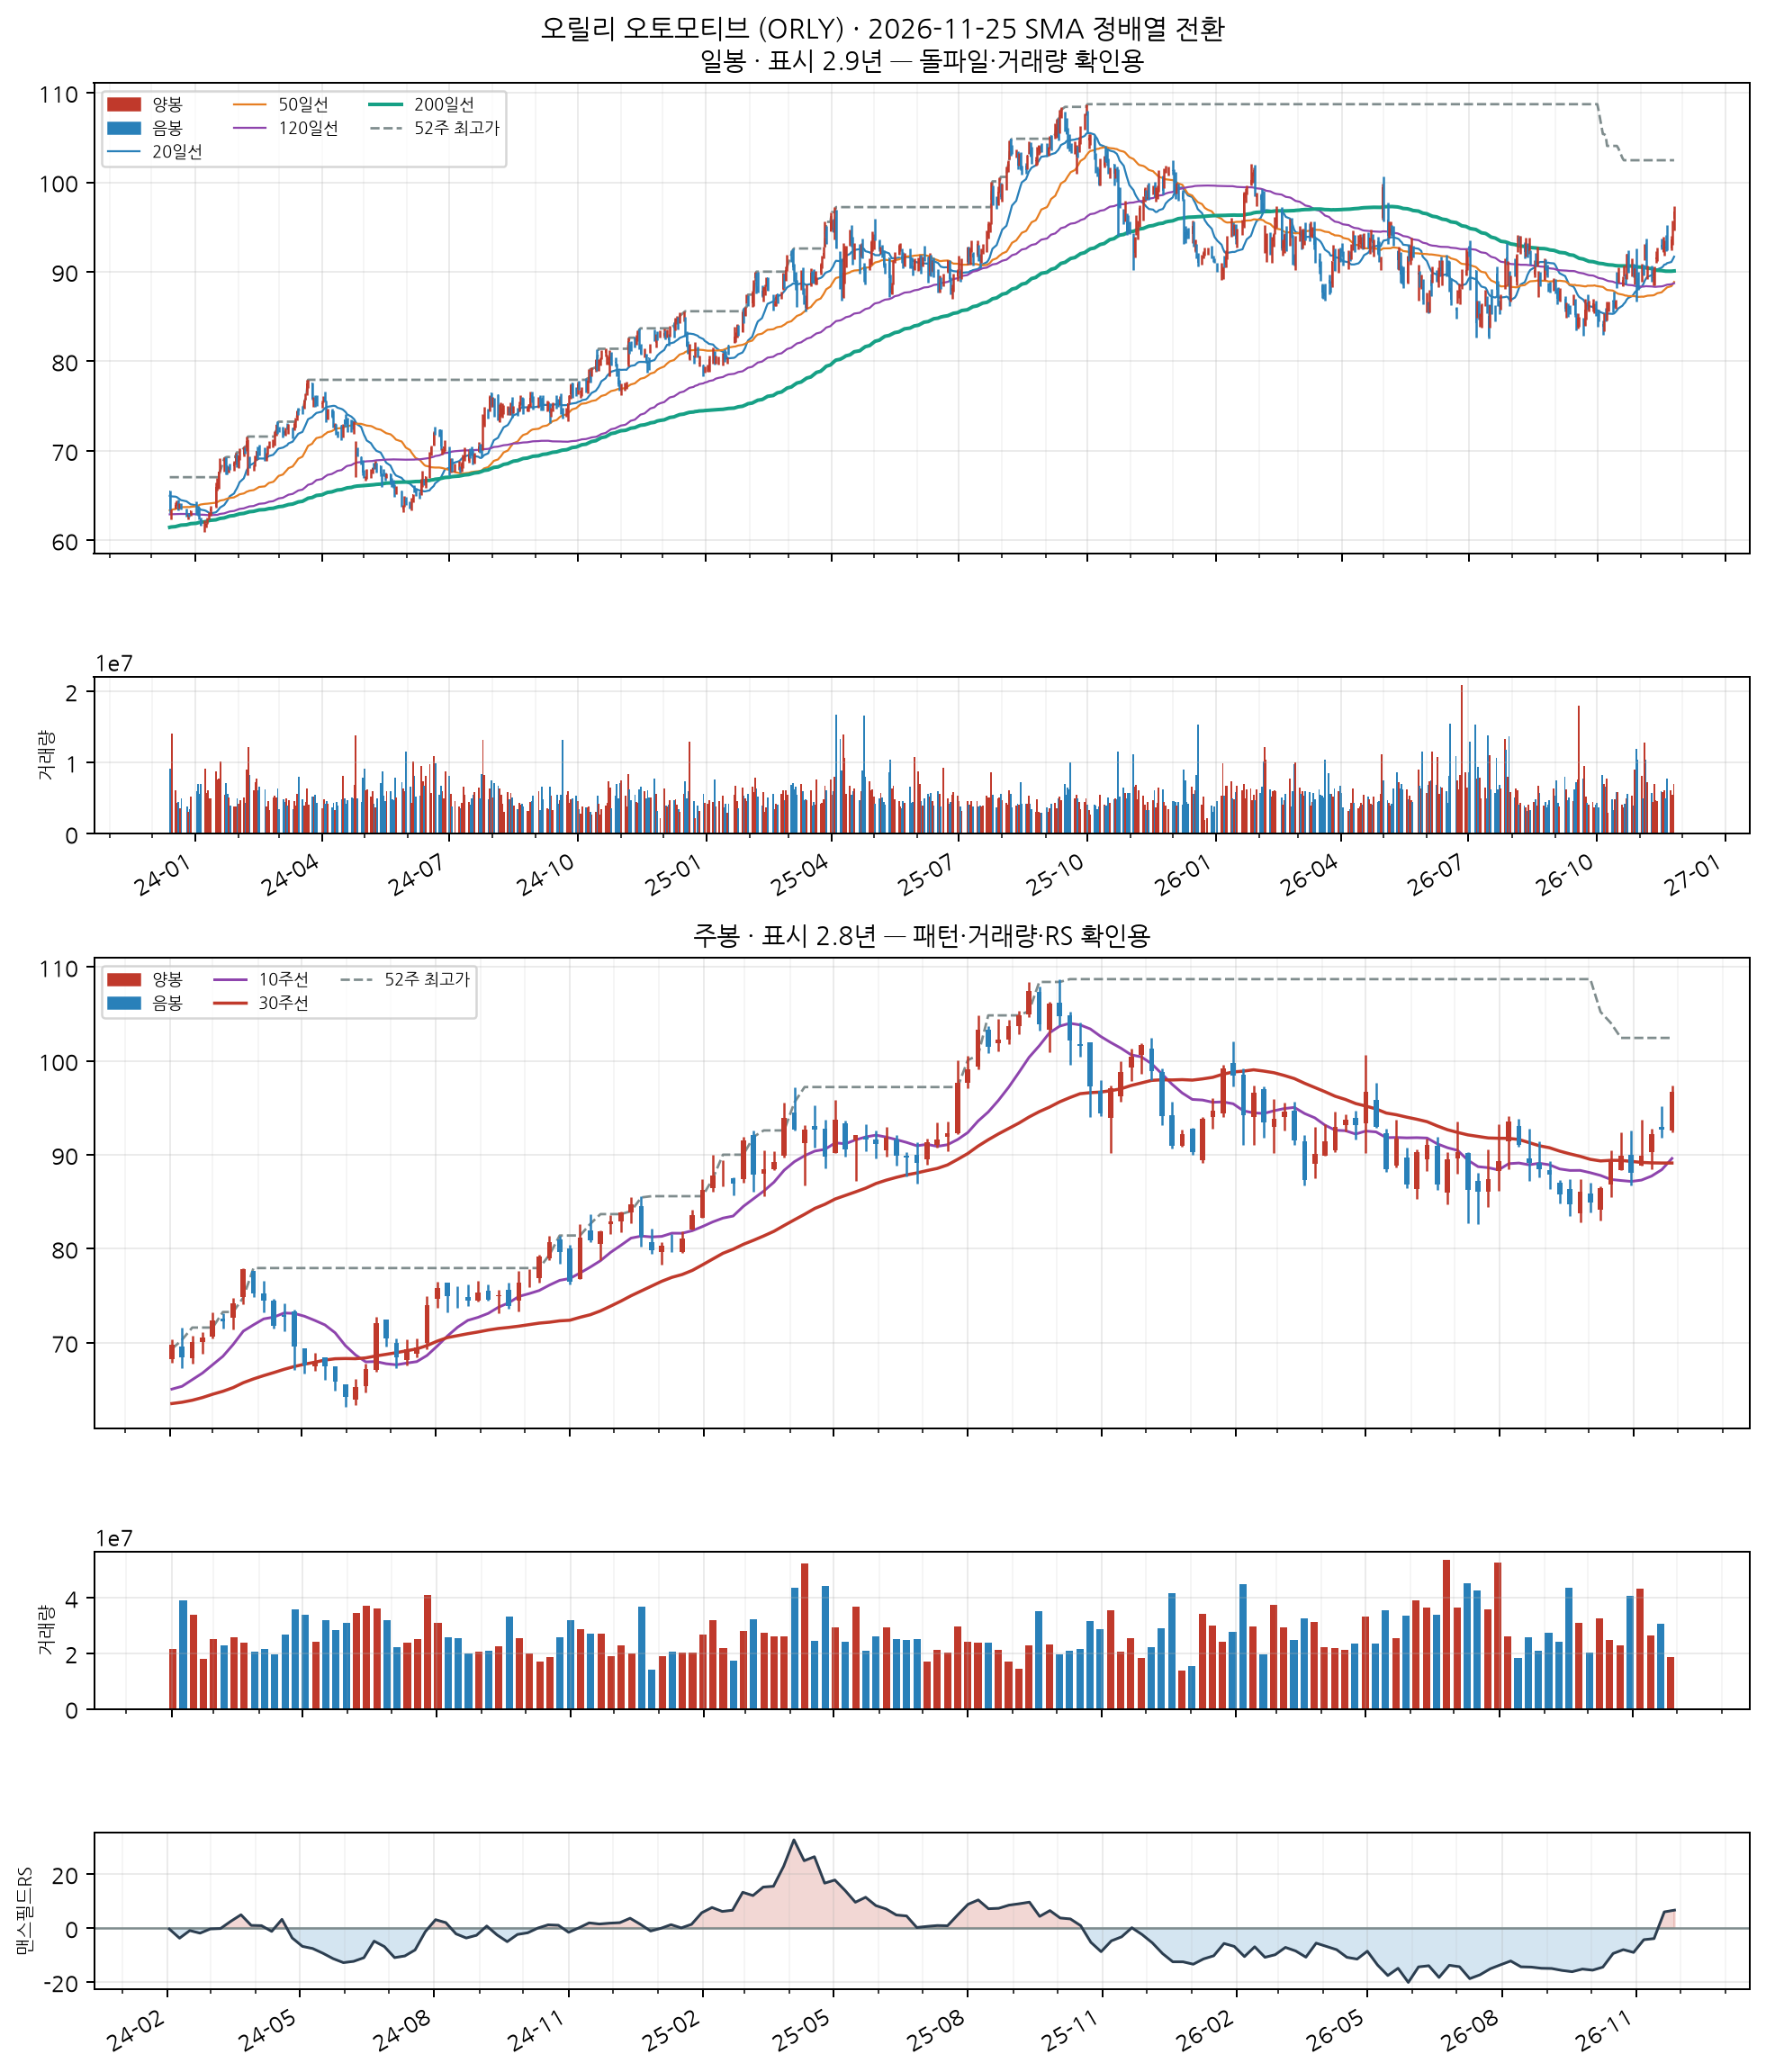 오릴리 오토모티브 (ORLY) · 2026-11-25 SMA 정배열 전환
일봉 · 표시 2.9년 — 돌파일·거래량 확인용
양봉 50일선 200일선
음봉 120일선 52주 최고가
20일선
110
100
90
80
70
60
1e7
2
1
0
거래량
24-01 24-04 24-07 24-10 25-01 25-04 25-07 25-10 26-01 26-04 26-07 26-10 27-01
주봉 · 표시 2.8년 — 패턴·거래량·RS 확인용
양봉 10주선 52주 최고가
음봉 30주선
110
100
90
80
70
1e7
4
2
0
거래량
20
0
-20
맨스필드RS
24-02 24-05 24-08 24-11 25-02 25-05 25-08 25-11 26-02 26-05 26-08 26-11